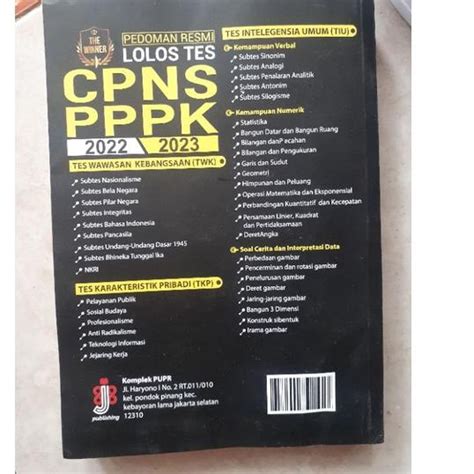 THE
WINNER
PEDOMAN RESMI
LOLOS TES
CPNS
PPPK
2022 2023
TES WAWASAN KEBANGSAAN (TWK)
Subtes Nasionalisme
Subtes Bela Negara
Subtes Pilar Negara
Subtes Integritas
Subtes Bahasa Indonesia
Subtes Pancasila
Subtes Undang-Undang Dasar 1945
Subtes Bhineka Tunggal Ika
NKRI
TES KARAKTERISTIK PRIBADI (TKP)
Pelayanan Publik
Sosial Budaya
Profesionalisme
Anti Radikalisme
Teknologi Informasi
Jejaring Kerja
TES INTELEGENSIA UMUM (TIU)
Kemampuan Verbal
Subtes Sinonim
Subtes Analogi
Subtes Penalaran Analitik
Subtes Antonim
Subtes Silogisme
Kemampuan Numerik
Statistika
Bangun Datar dan Bangun Ruang
Bilangan danPecahan
Bilangan dan Pengukuran
Garis dan Sudut
Geometri
Himpunan dan Peluang
Operasi Matematika dan Eksponensial
Perbandingan Kuantitatif dan Kecepatan
Persamaan Linier, Kuadrat
dan Pertidaksamaan
DeretAngka
Soal Cerita dan Interpretasi Data
Perbedaan gambar
Pencerminan dan rotasi gambar
Penelurusan gambar
Deret gambar
Jaring-jaring gambar
Bangun 3 Dimensi
Konstruk sibentuk
Irama gambar
publishing
Komplek PUPR
Jl. Haryono I No. 2 RT.011/010
kel. pondok pinang kec.
kebayoran lama jakarta selatan
12310